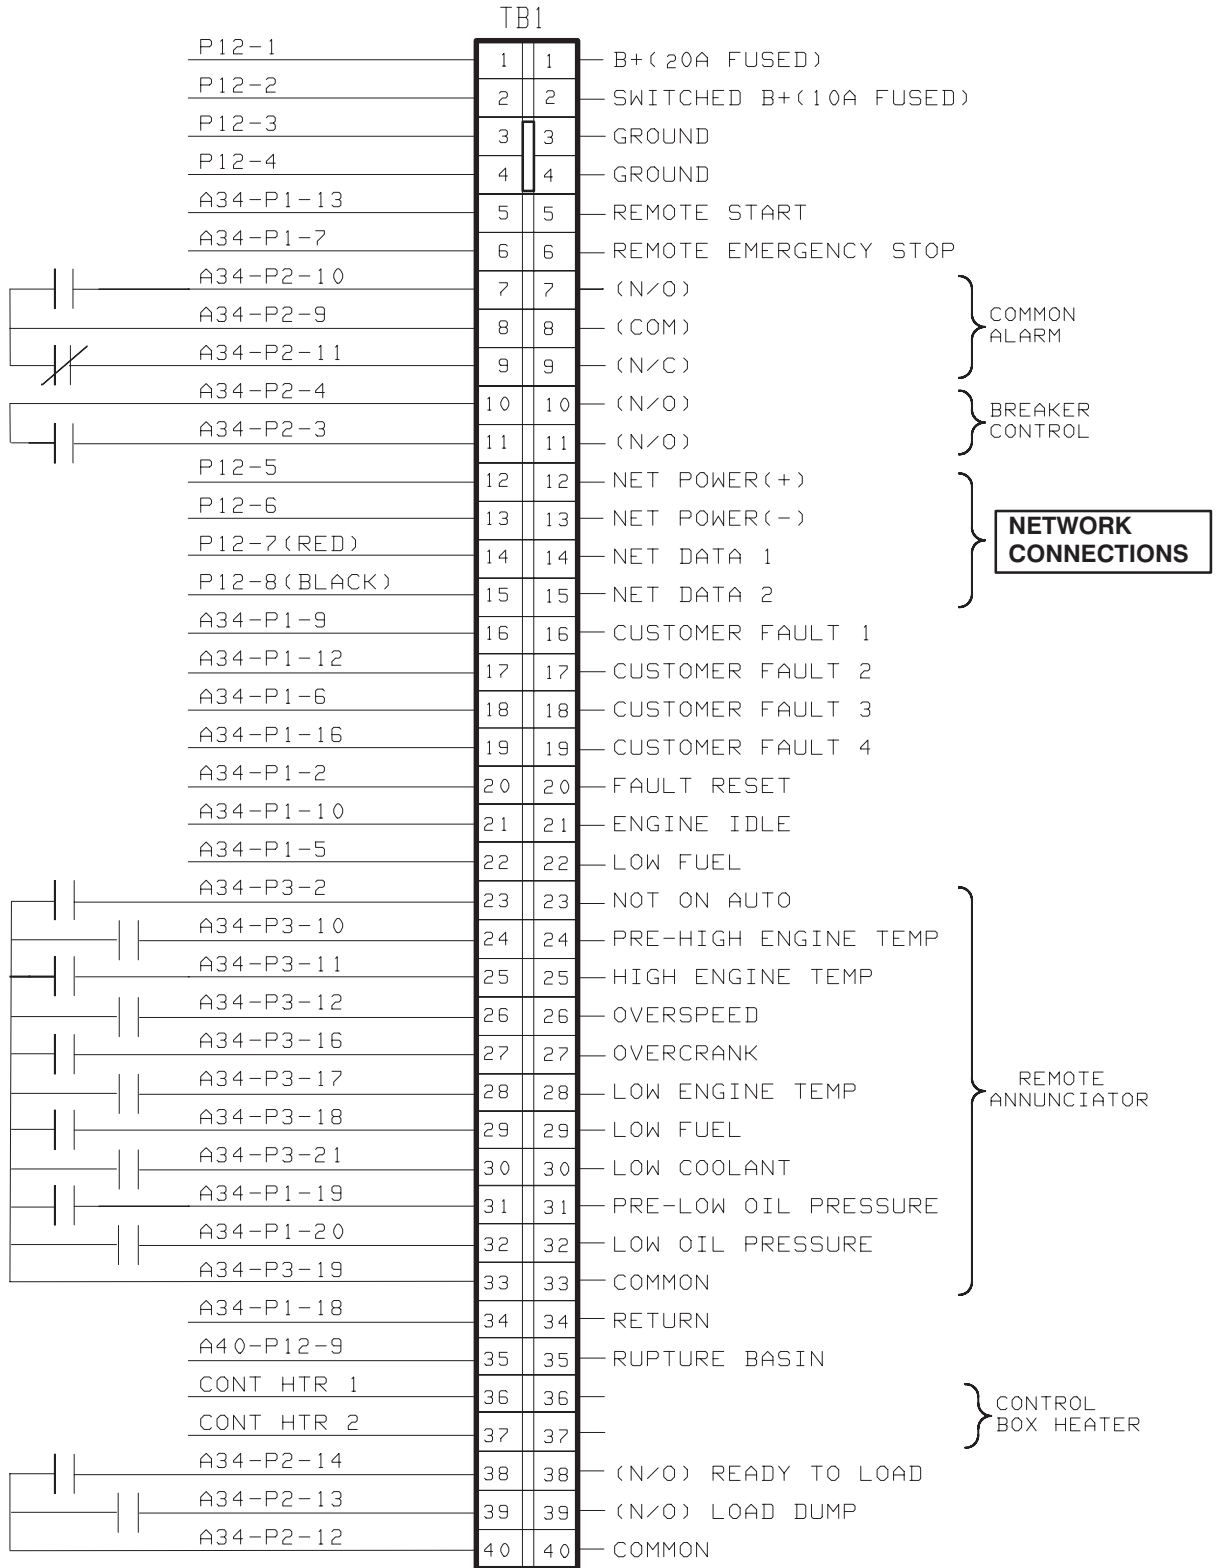 TB1
P12-1 1 1 B+(20A FUSED)
P12-2 2 2 SWITCHED B+(10A FUSED)
P12-3 3 3 GROUND
P12-4 4 4 GROUND
A34-P1-13 5 5 REMOTE START
A34-P1-7 6 6 REMOTE EMERGENCY STOP
A34-P2-10 7 7 (N/O)
A34-P2-9 8 8 (COM)
COMMON
ALARM
A34-P2-11 9 9 (N/C)
A34-P2-4 10 10 (N/O)
BREAKER
CONTROL
A34-P2-3 11 11 (N/O)
P12-5 12 12 NET POWER(+)
P12-6 13 13 NET POWER(-)
NETWORK
CONNECTIONS
P12-7(RED) 14 14 NET DATA 1
P12-8(BLACK) 15 15 NET DATA 2
A34-P1-9 16 16 CUSTOMER FAULT 1
A34-P1-12 17 17 CUSTOMER FAULT 2
A34-P1-6 18 18 CUSTOMER FAULT 3
A34-P1-16 19 19 CUSTOMER FAULT 4
A34-P1-2 20 20 FAULT RESET
A34-P1-10 21 21 ENGINE IDLE
A34-P1-5 22 22 LOW FUEL
A34-P3-2 23 23 NOT ON AUTO
A34-P3-10 24 24 PRE-HIGH ENGINE TEMP
A34-P3-11 25 25 HIGH ENGINE TEMP
A34-P3-12 26 26 OVERSPEED
A34-P3-16 27 27 OVERCRANK
A34-P3-17 28 28 LOW ENGINE TEMP
REMOTE
ANNUNCIATOR
A34-P3-18 29 29 LOW FUEL
A34-P3-21 30 30 LOW COOLANT
A34-P1-19 31 31 PRE-LOW OIL PRESSURE
A34-P1-20 32 32 LOW OIL PRESSURE
A34-P3-19 33 33 COMMON
A34-P1-18 34 34 RETURN
A40-P12-9 35 35 RUPTURE BASIN
CONT HTR 1 36 36
CONTROL
BOX HEATER
CONT HTR 2 37 37
A34-P2-14 38 38 (N/O) READY TO LOAD
A34-P2-13 39 39 (N/O) LOAD DUMP
A34-P2-12 40 40 COMMON